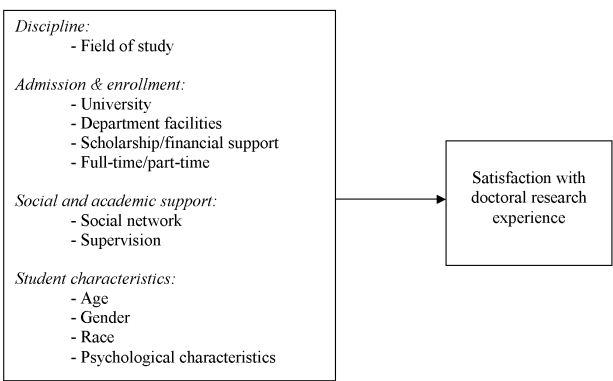 Discipline:
- Field of study
Admission & enrollment:
- University
- Department facilities
- Scholarship/financial support
- Full-time/part-time
Social and academic support:
- Social network
- Supervision
Student characteristics:
- Age
- Gender
- Race
- Psychological characteristics
Satisfaction with
doctoral research
experience